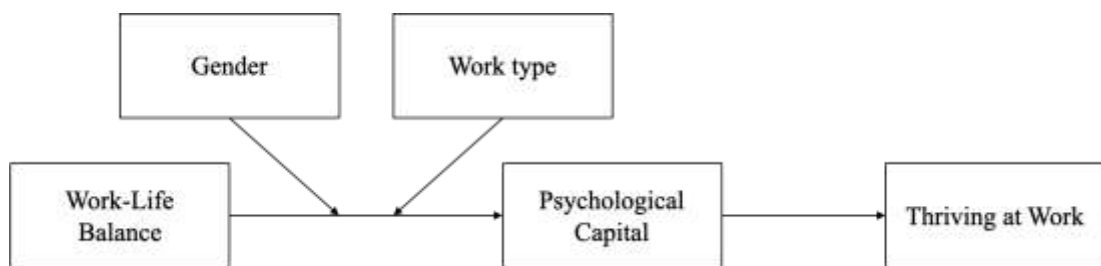 Gender
Work type
Work-Life
Balance
Psychological
Capital
Thriving at Work